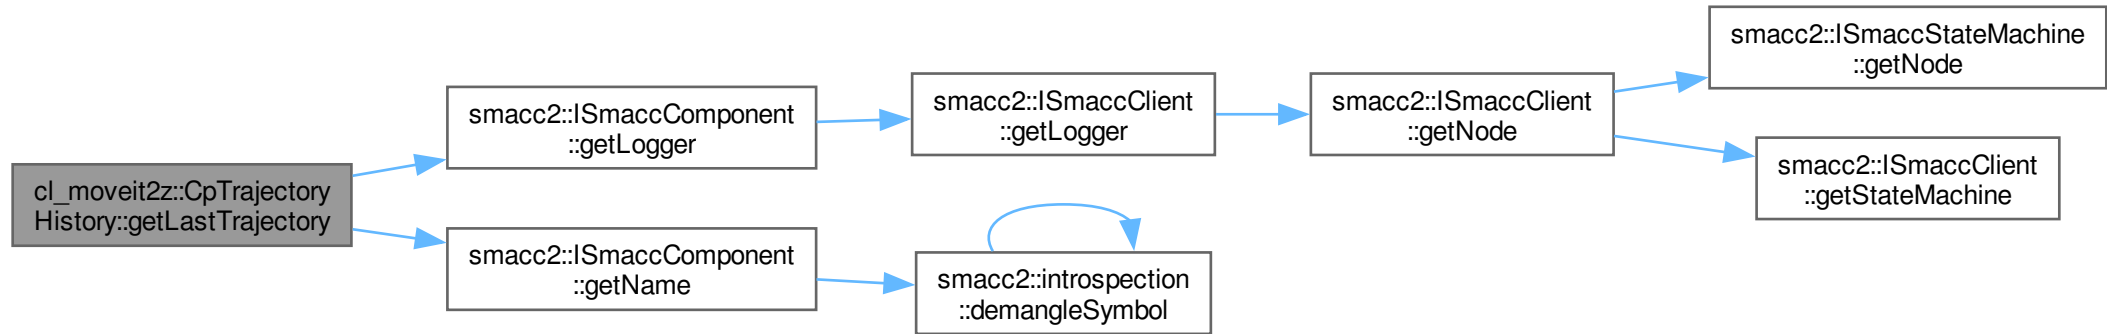 cl_moveit2z::CpTrajectory
History::getLastTrajectory
smacc2::ISmaccComponent
::getLogger
smacc2::ISmaccClient
::getLogger
smacc2::ISmaccClient
::getNode
smacc2::ISmaccStateMachine
::getNode
smacc2::ISmaccClient
::getStateMachine
smacc2::ISmaccComponent
::getName
smacc2::introspection
::demangleSymbol